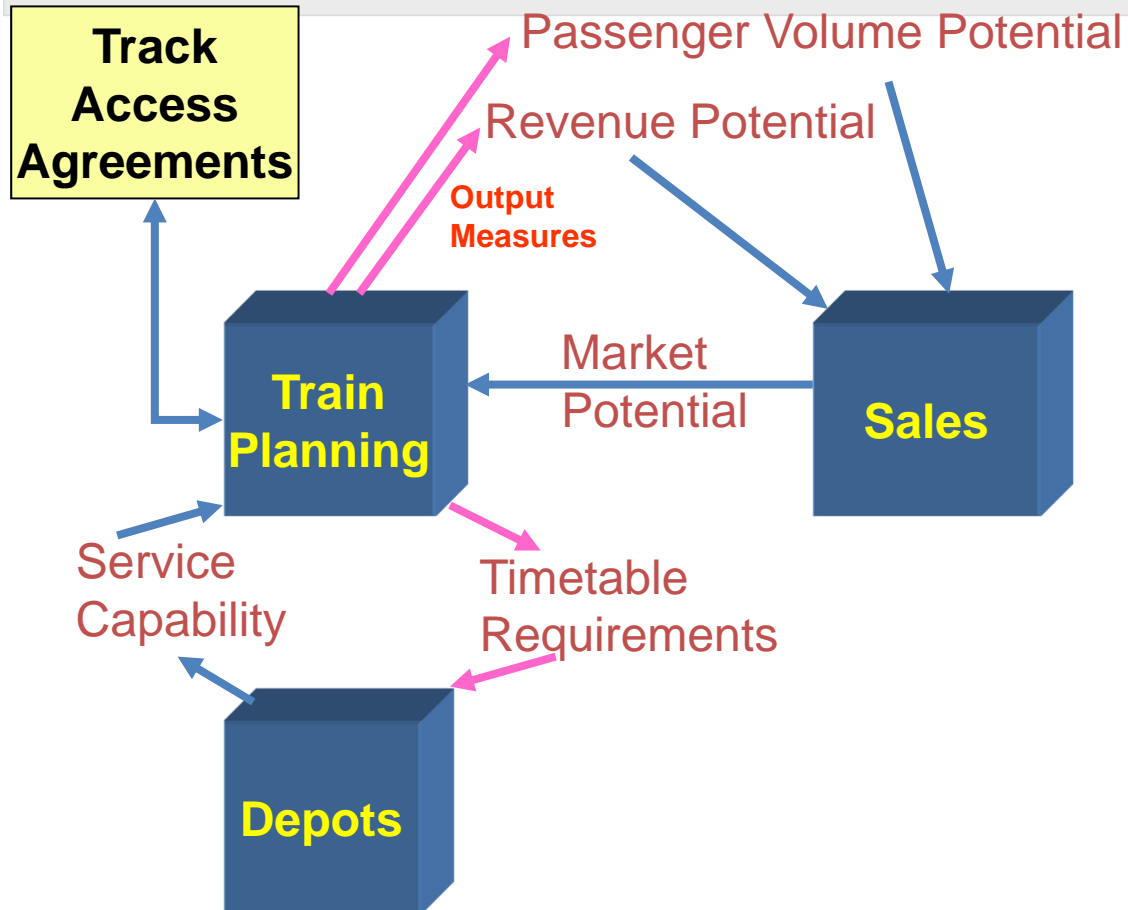 Track
Access
Agreements
Passenger Volume Potential
Revenue Potential
Output
Measures
Market
Potential
Train
Planning
Sales
Service
Capability
Timetable
Requirements
Depots